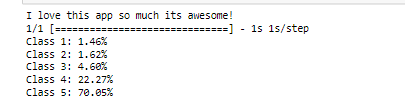 I love this app so much its awesome!
1/1 [==============================] - 1s 1s/step
Class 1: 1.46%
Class 2: 1.62%
Class 3: 4.60%
Class 4: 22.27%
Class 5: 70.05%